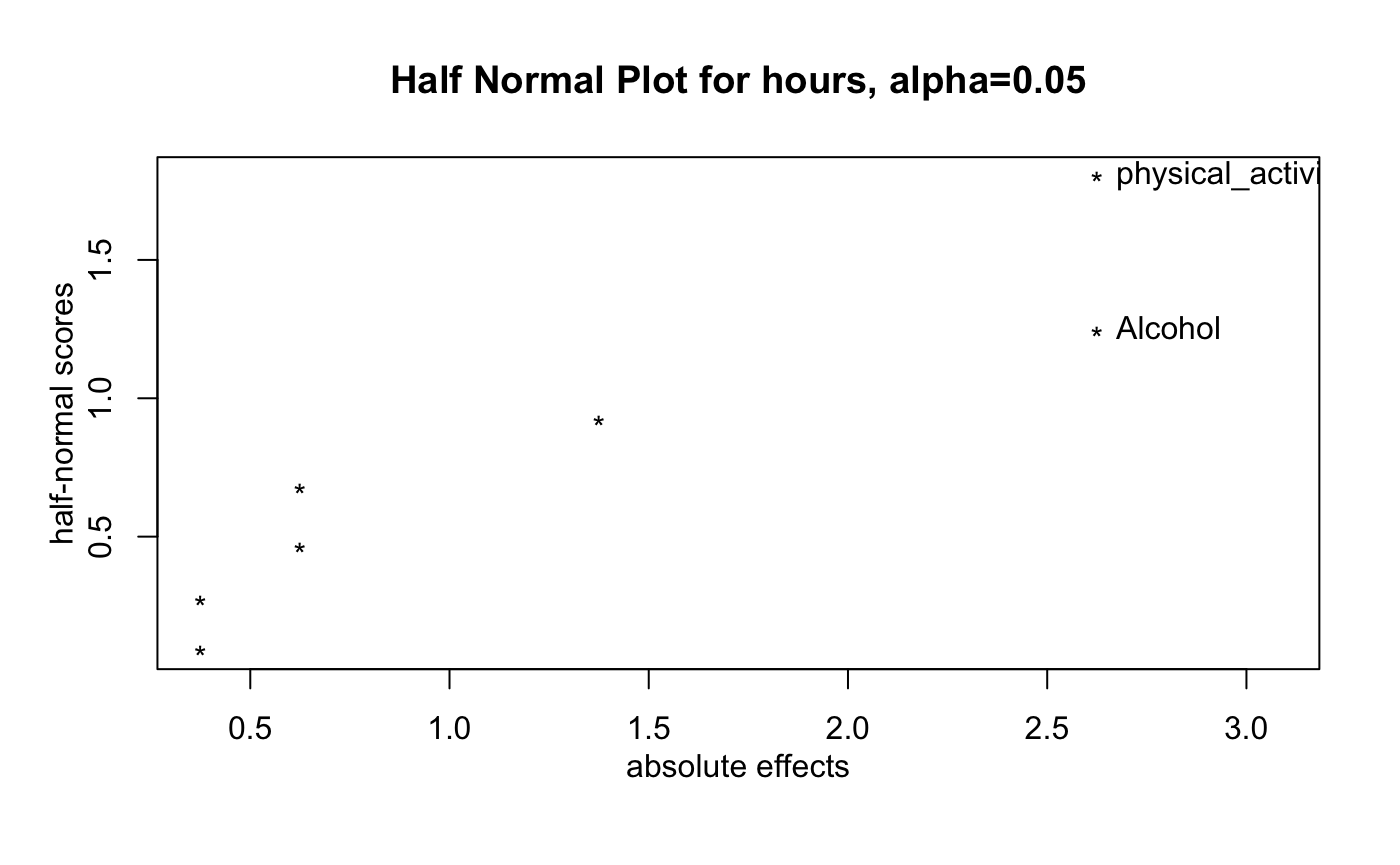 Half Normal Plot for hours, alpha=0.05
* physical_activi
* Alcohol
*
*
*
*
*
half-normal scores
1.5
1.0
0.5
0.5 1.0 1.5 2.0 2.5 3.0
absolute effects